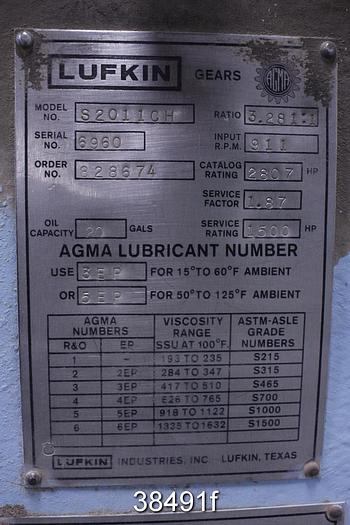 LUFKIN GEARS AGMA
MODEL NO. S2011CH RATIO 3.281:1
SERIAL NO. 6960 INPUT R.P.M. 911
ORDER NO. 828674 CATALOG RATING 2807 HP
SERVICE FACTOR 1.87
OIL CAPACITY 20 GALS SERVICE RATING 1500 HP
AGMA LUBRICANT NUMBER
USE 3EP FOR 15°TO 60°F AMBIENT
OR 5EP FOR 50°TO 125°F AMBIENT
AGMA NUMBERS VISCOSITY RANGE SSU AT 100°F. ASTM-ASLE GRADE NUMBERS
R&O EP
1 - 193 TO 235 S215
2 2EP 284 TO 347 S315
3 3EP 417 TO 510 S465
4 4EP 626 TO 765 S700
5 5EP 918 TO 1122 S1000
6 6EP 1335 TO 1632 S1500
LUFKIN INDUSTRIES, INC. LUFKIN, TEXAS
38491f